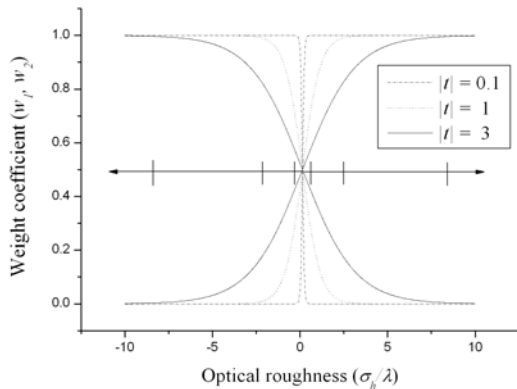 Weight coefficient (w₁, w₂)
1.0
0.8
0.6
0.4
0.2
0.0
|t| = 0.1
|t| = 1
|t| = 3
-10 -5 0 5 10
Optical roughness (σₕ/λ)